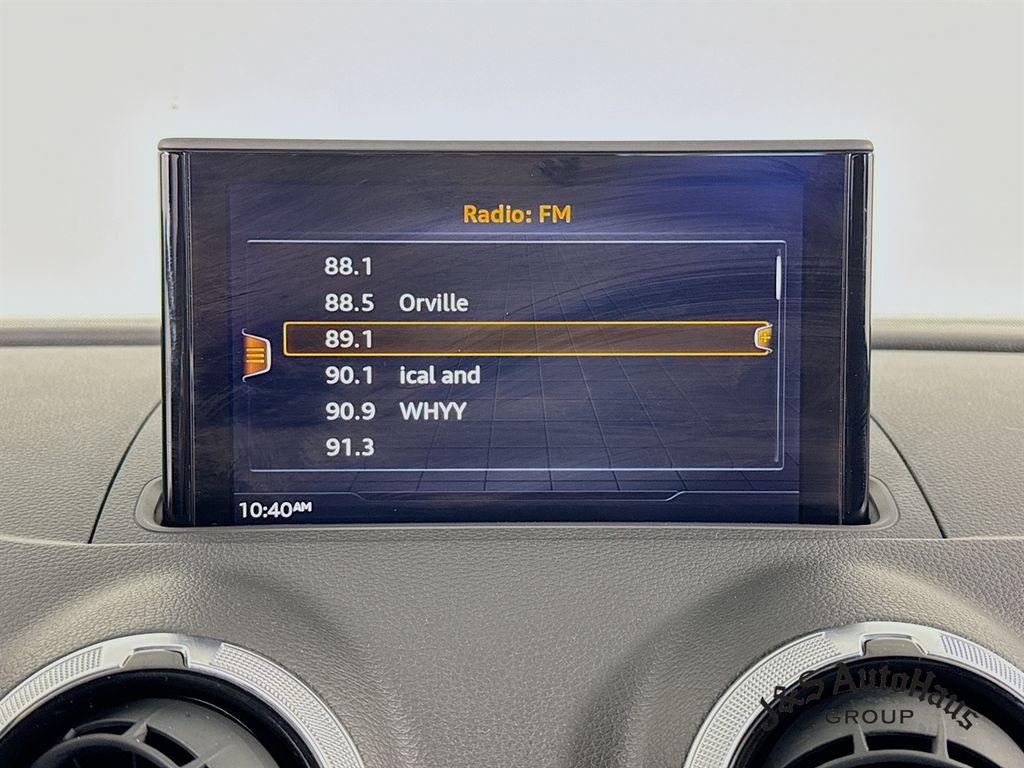 Radio: FM
88.1
88.5 Orville
89.1
90.1 ical and
90.9 WHYY
91.3
10:40AM
J&S AutoHaus
GROUP